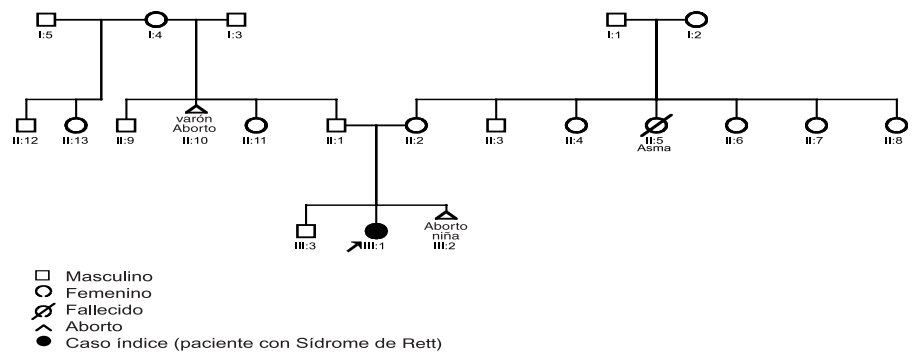 I:5 I:4 I:3 I:1 I:2
varón
Aborto
II:12 II:13 II:9 II:10 II:11 II:1 II:2 II:3 II:4 II:5 II:6 II:7 II:8
Asma
Aborto
niña
III:3 III:1 III:2
Masculino
Femenino
Fallecido
Aborto
Caso índice (paciente con Sídrome de Rett)